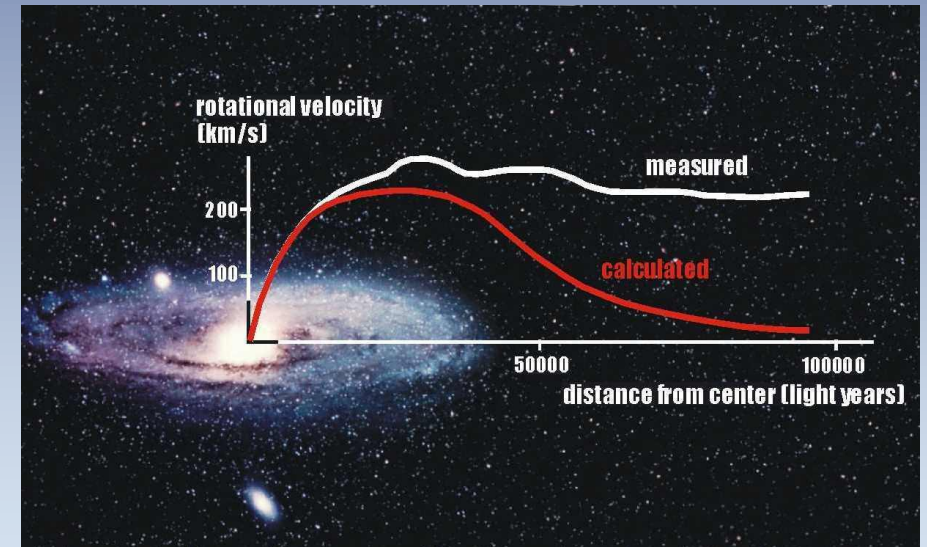 rotational velocity
(km/s)
measured
200
calculated
100
50000
100000
distance from center (light years)